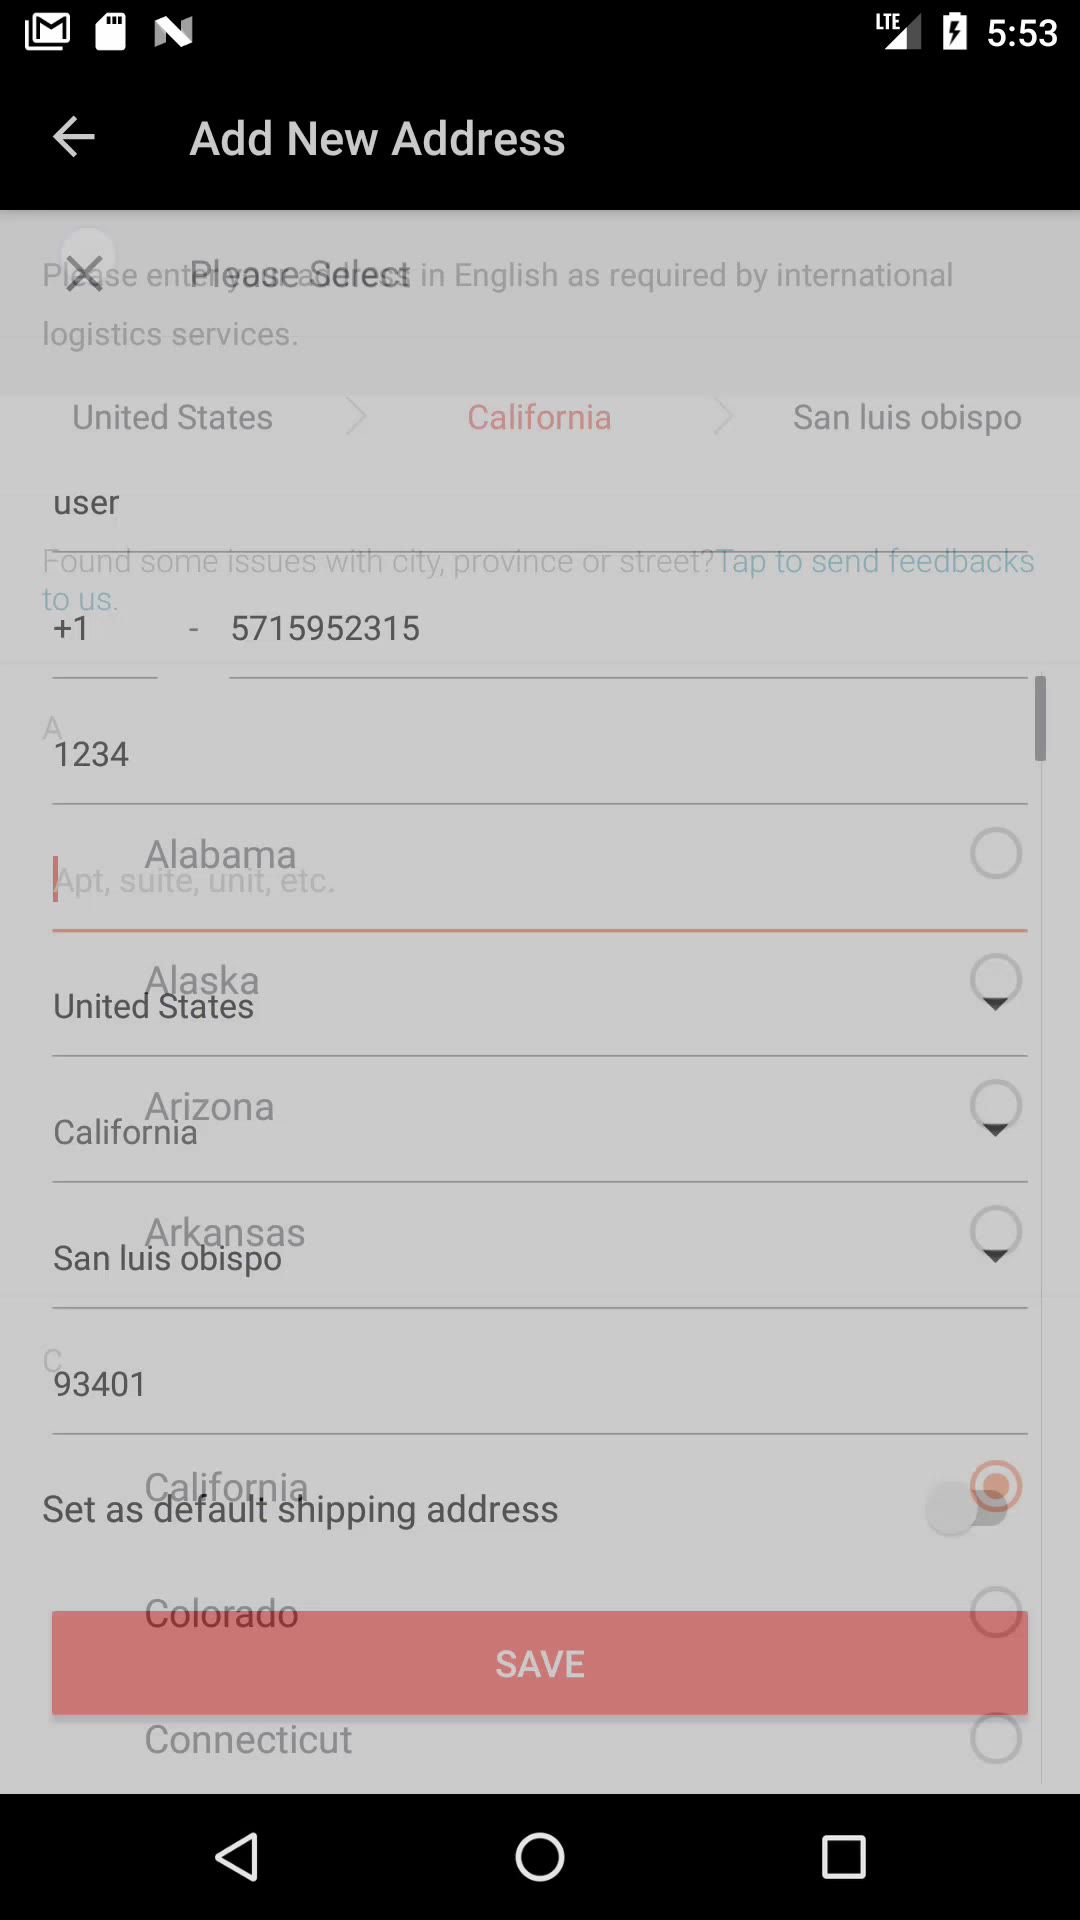 LTE 5:53
Add New Address
Please enter your address in English as required by international
logistics services.
Please Select
United States
California
San luis obispo
user
Found some issues with city, province or street?Tap to send feedbacks
to us.
+1 - 5715952315
A
1234
Alabama
Apt, suite, unit, etc.
Alaska
United States
Arizona
California
Arkansas
San luis obispo
C
93401
California
Set as default shipping address
Colorado
SAVE
Connecticut